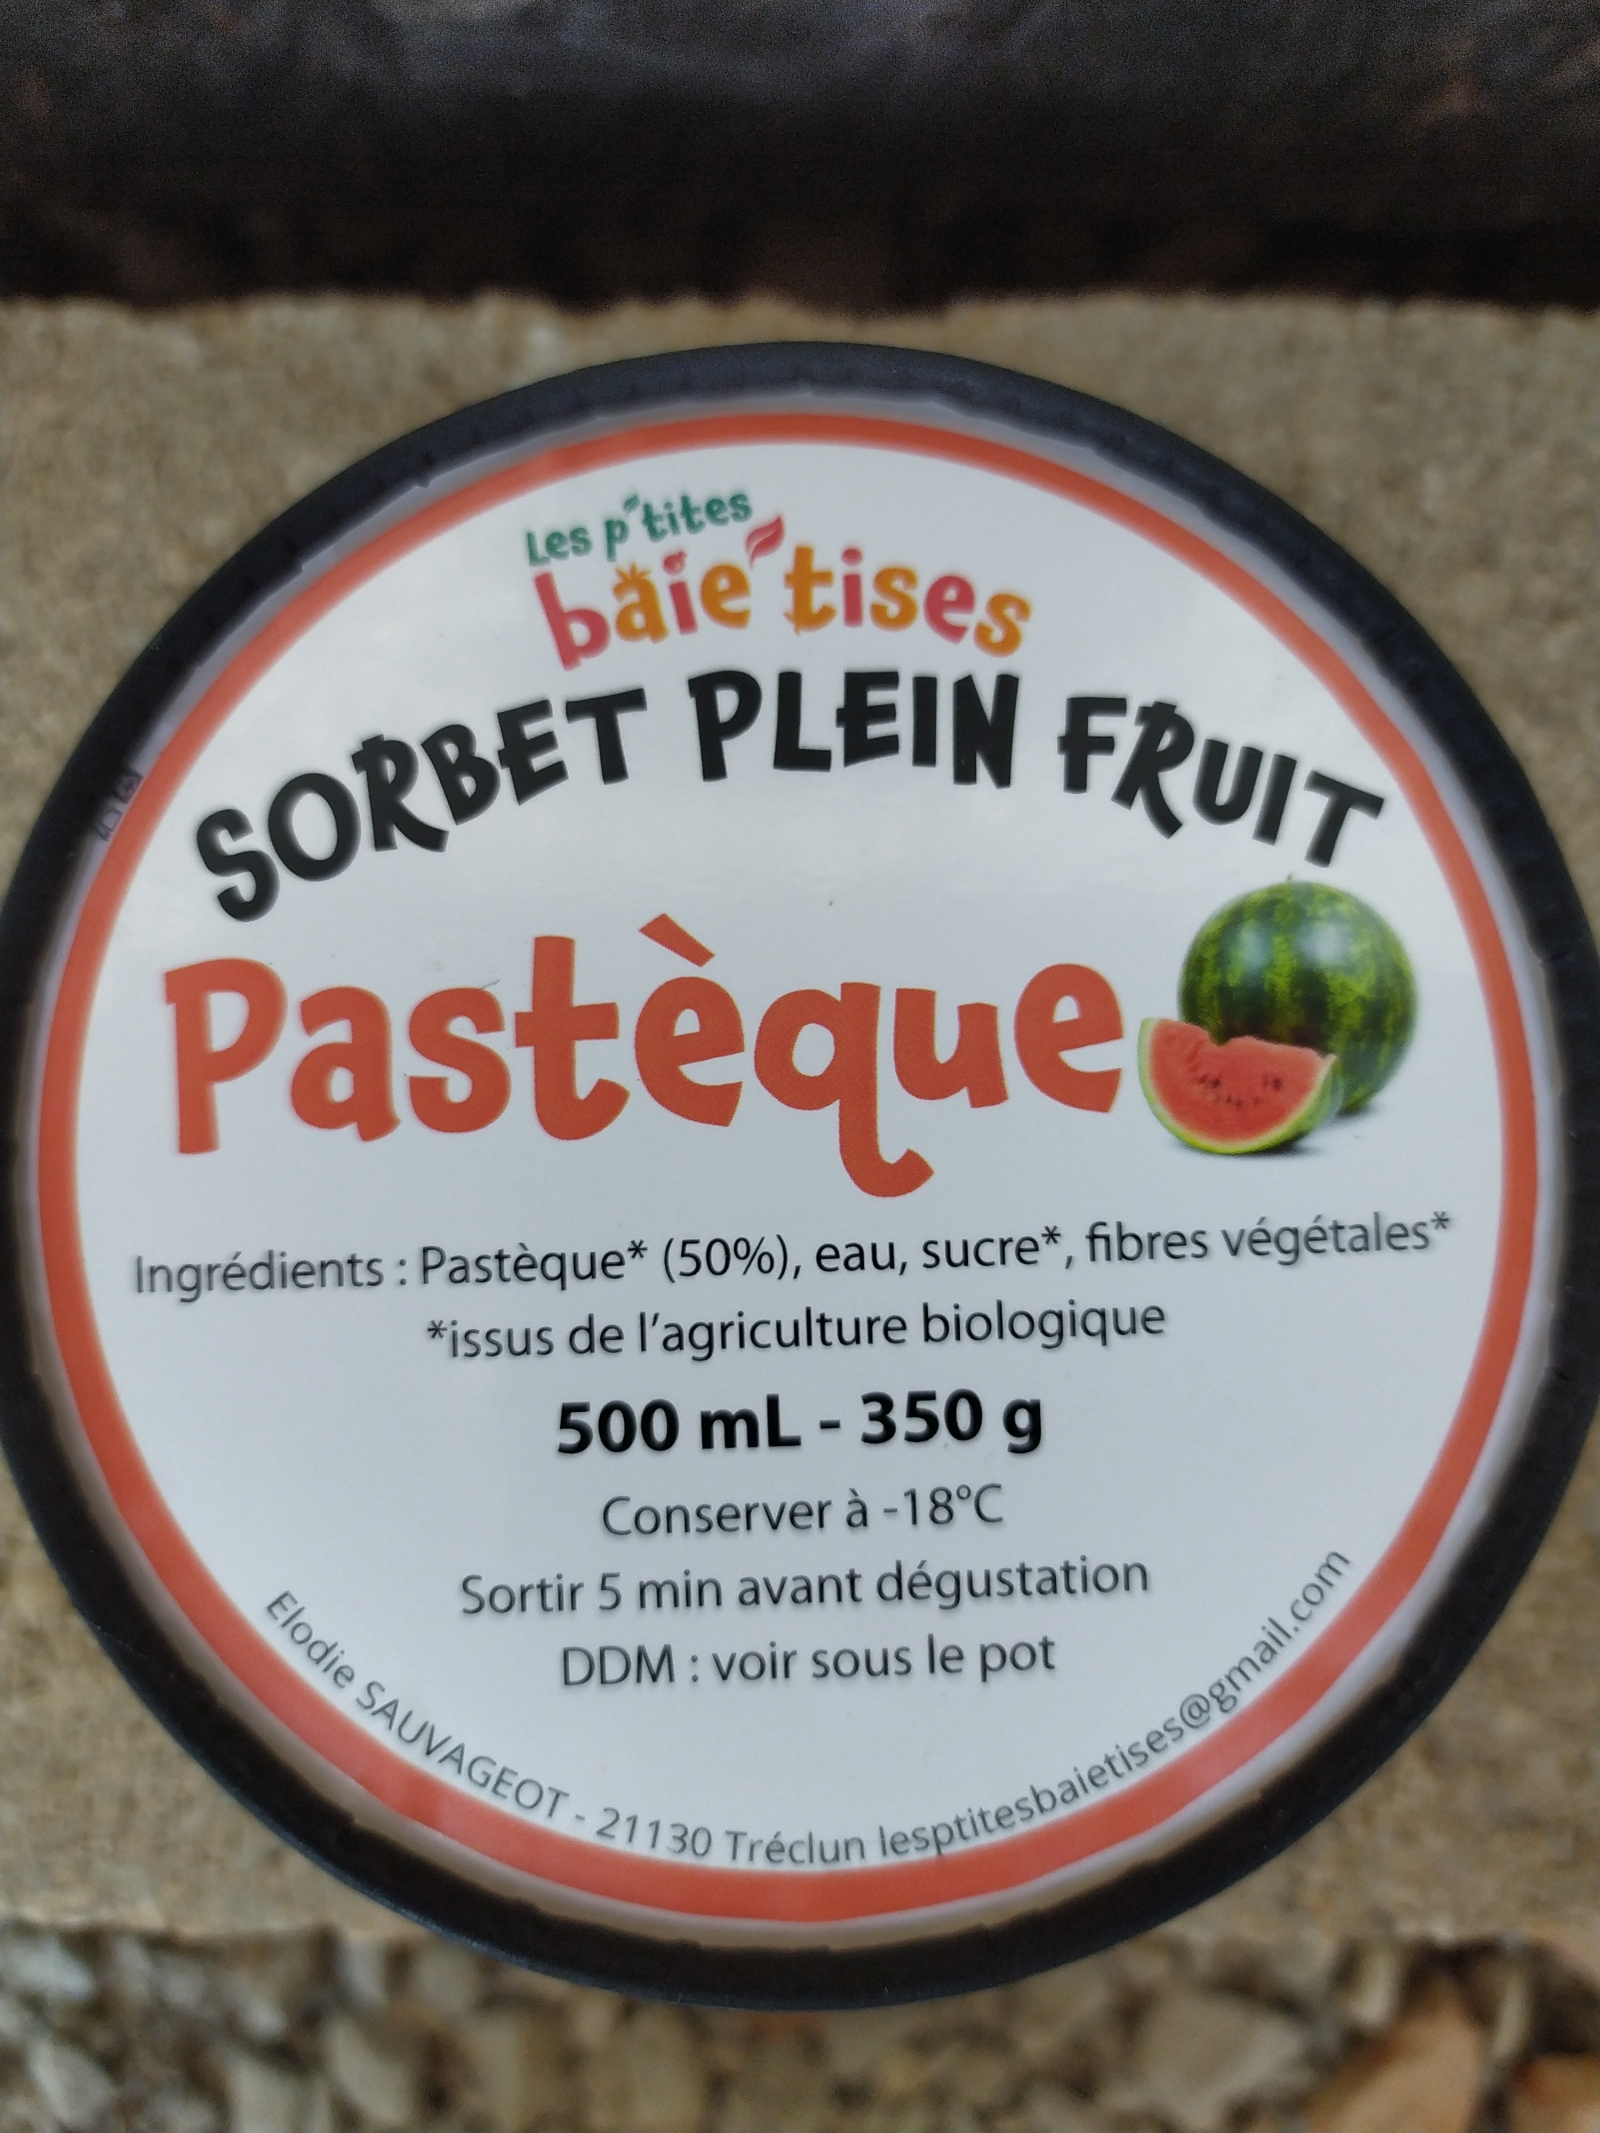 Les p'tites
baie'tises
SORBET PLEIN FRUIT
Pastèque
Ingrédients : Pastèque* (50%), eau, sucre*, fibres végétales*
*issus de l'agriculture biologique
500 mL - 350 g
Conserver à -18°C
Sortir 5 min avant dégustation
DDM : voir sous le pot
Elodie SAUVAGEOT - 21130 Tréclun lesptitesbaietises@gmail.com